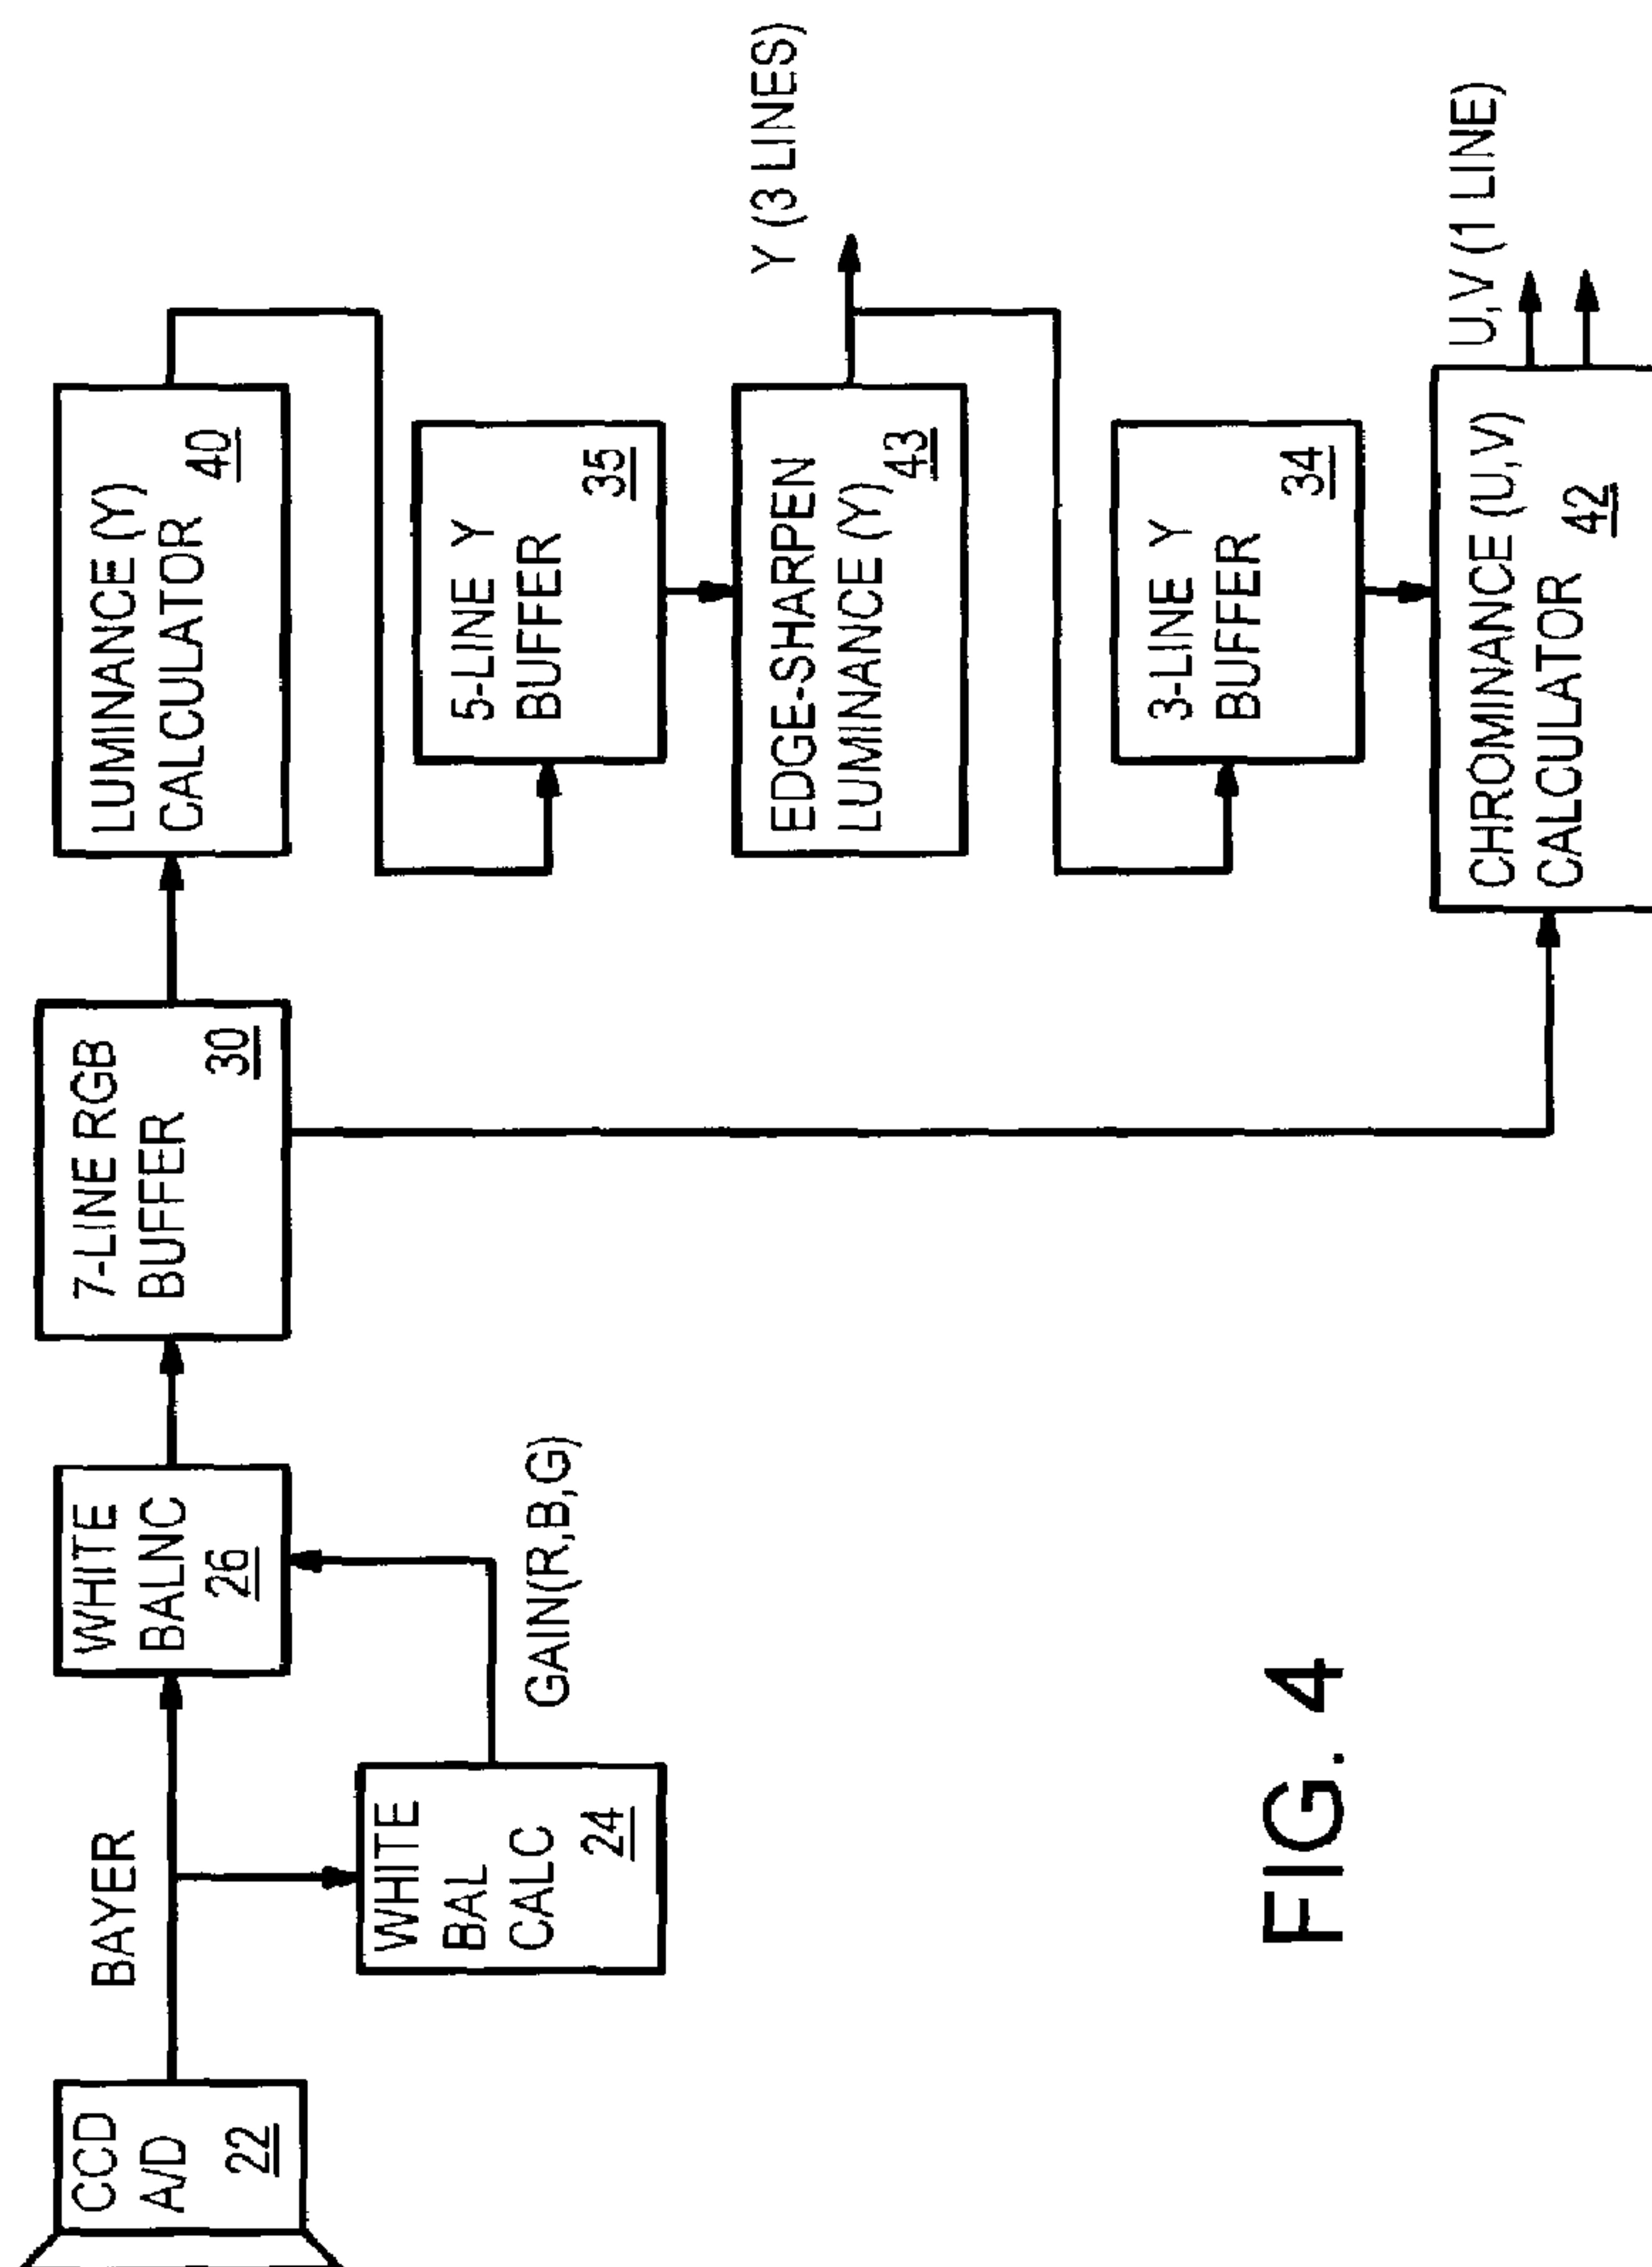 CCD
A/D
22
BAYER
WHITE
BAL
CALC
24
GAIN(R,B,G)
WHITE
BALNC
26
7-LINE RGB
BUFFER
30
LUMINANCE (Y)
CALCULATOR
40
5-LINE Y
BUFFER
35
EDGE-SHARPEN
LUMINANCE (Y)
43
Y (3 LINES)
3-LINE Y
BUFFER
34
CHROMINANCE (U,V)
CALCULATOR
42
U,V (1 LINE)
FIG. 4